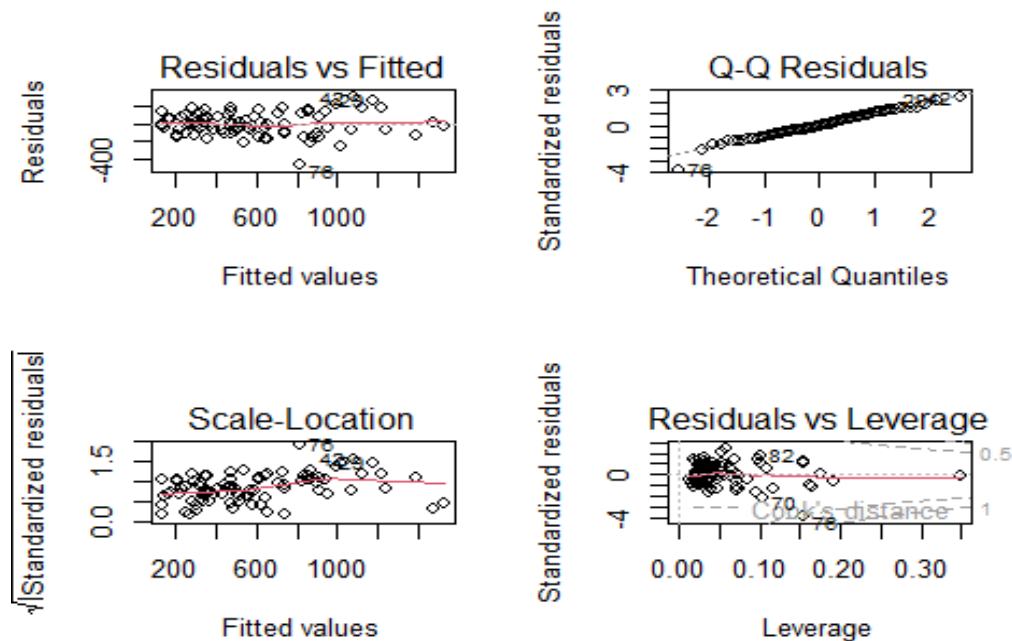 Residuals vs Fitted
Residuals
-400
42
29
76
200 600 1000
Fitted values
Q-Q Residuals
Standardized residuals
3
0
-4
2942
76
-2 -1 0 1 2
Theoretical Quantiles
Scale-Location
√|Standardized residuals|
1.5
0.0
76
42
29
200 600 1000
Fitted values
Residuals vs Leverage
Standardized residuals
0
-4
82
70
76
Cook's distance
0.5
1
0.00 0.10 0.20 0.30
Leverage